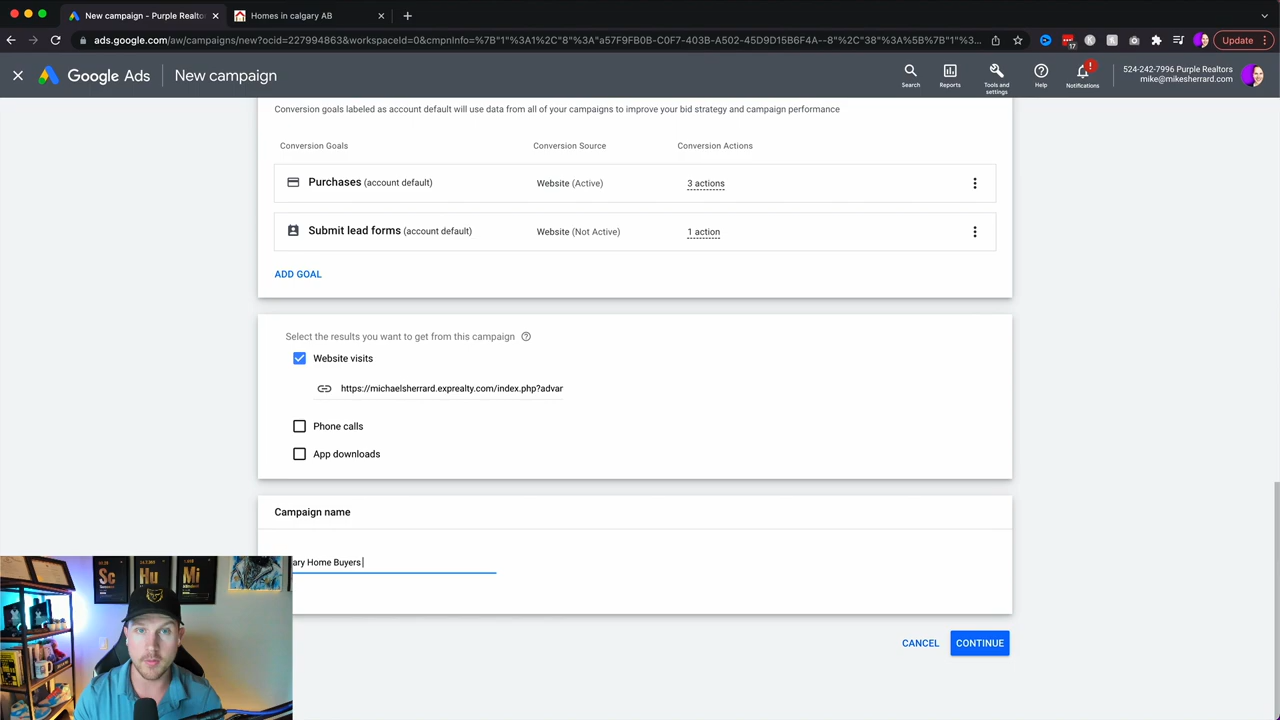 New campaign - Purple Realto
Homes in calgary AB
ads.google.com/aw/campaigns/new?ocid=227994863&workspaceId=0&cmpnInfo=%7B"1"%3A1%2C"8"%3A"a57F9FB0B-C0F7-403B-A502-45D9D15B6F4A--8"%2C"38"%3A%5B%7B"1"%3...
17
Update
Google Ads
New campaign
Search
Reports
Tools and settings
Help
Notifications
524-242-7996 Purple Realtors
mike@mikesherrard.com
Conversion goals labeled as account default will use data from all of your campaigns to improve your bid strategy and campaign performance
Conversion Goals
Conversion Source
Conversion Actions
Purchases (account default)
Website (Active)
3 actions
Submit lead forms (account default)
Website (Not Active)
1 action
ADD GOAL
Select the results you want to get from this campaign
Website visits
https://michaelsherrard.exprealty.com/index.php?advar
Phone calls
App downloads
Campaign name
ary Home Buyers
Sc
Hu
Mi
CANCEL
CONTINUE